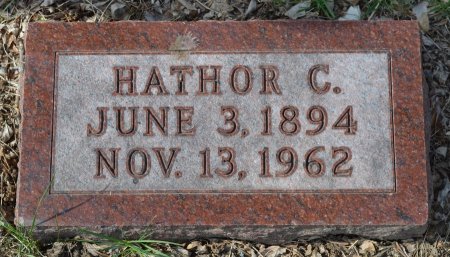 HATHOR C.
JUNE 3, 1894
NOV. 13, 1962